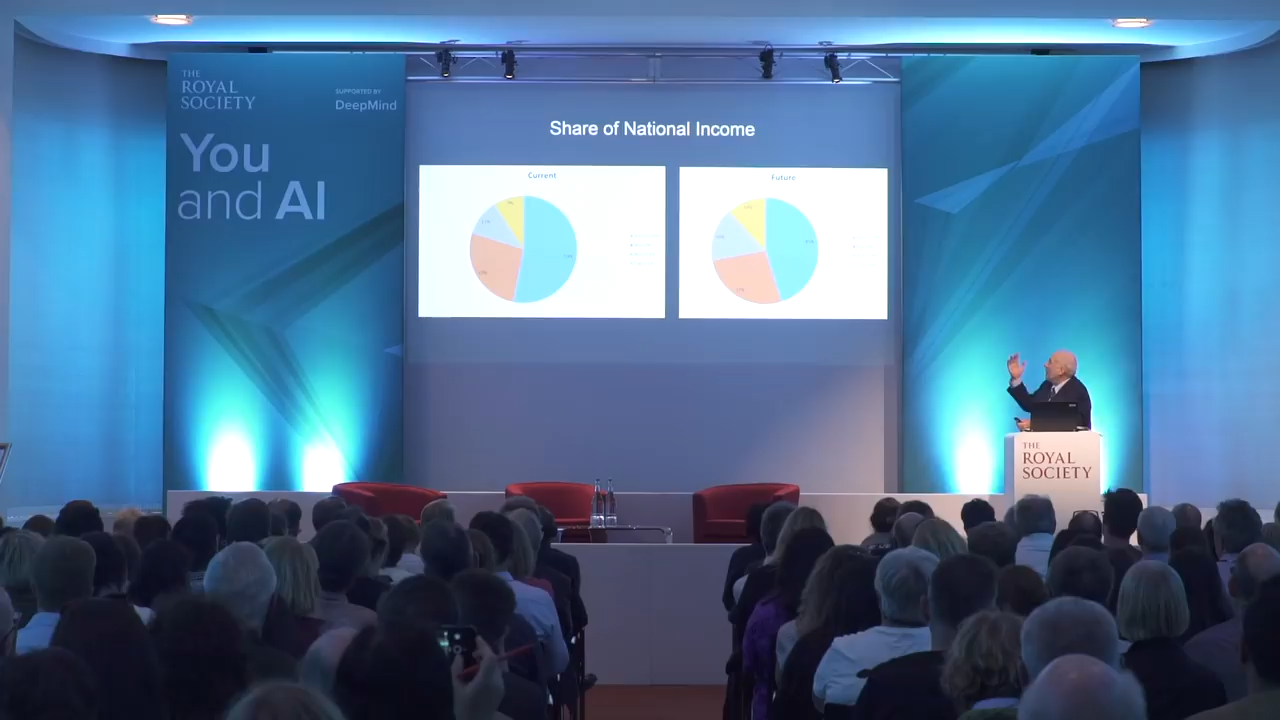 THE
ROYAL
SOCIETY
SUPPORTED BY
DeepMind
You
and AI
Share of National Income
Current
Future
THE
ROYAL
SOCIETY